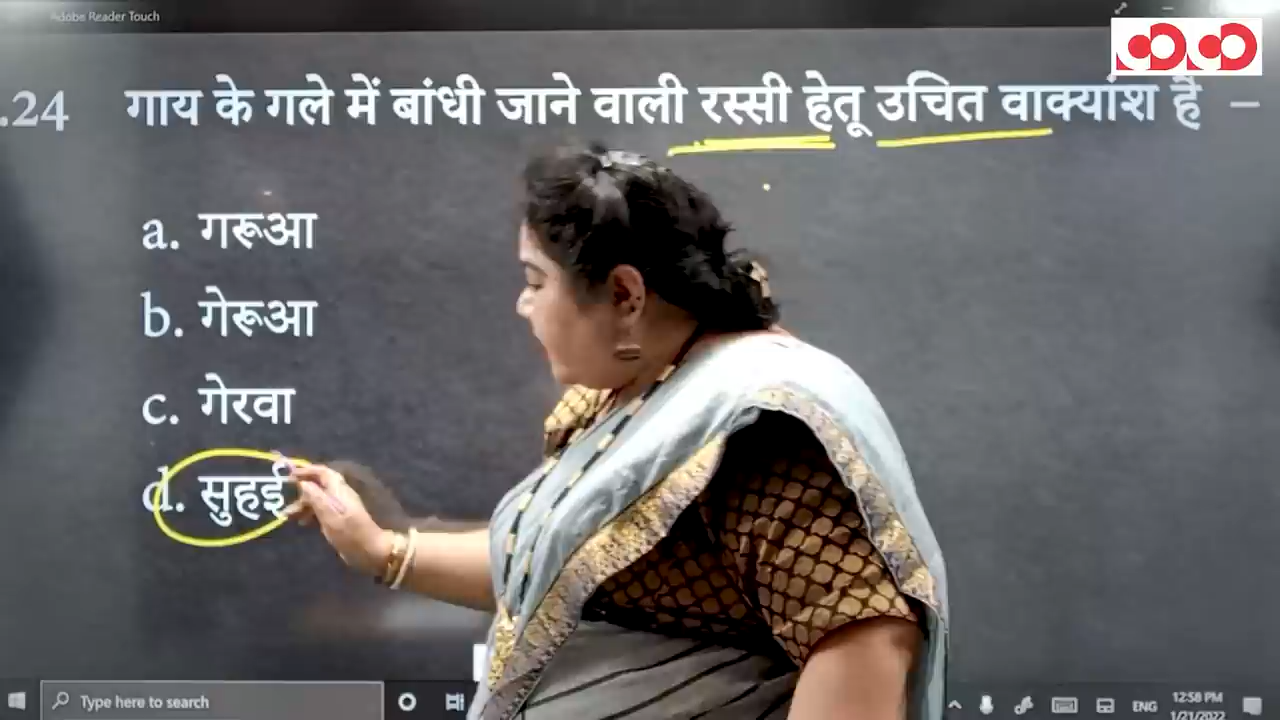 Adobe Reader Touch
.24 गाय के गले में बांधी जाने वाली रस्सी हेतू उचित वाक्यांश है –
a. गरूआ
b. गेरूआ
c. गेरवा
d. सुहई
Type here to search
ENG
12:58 PM
1/21/2022